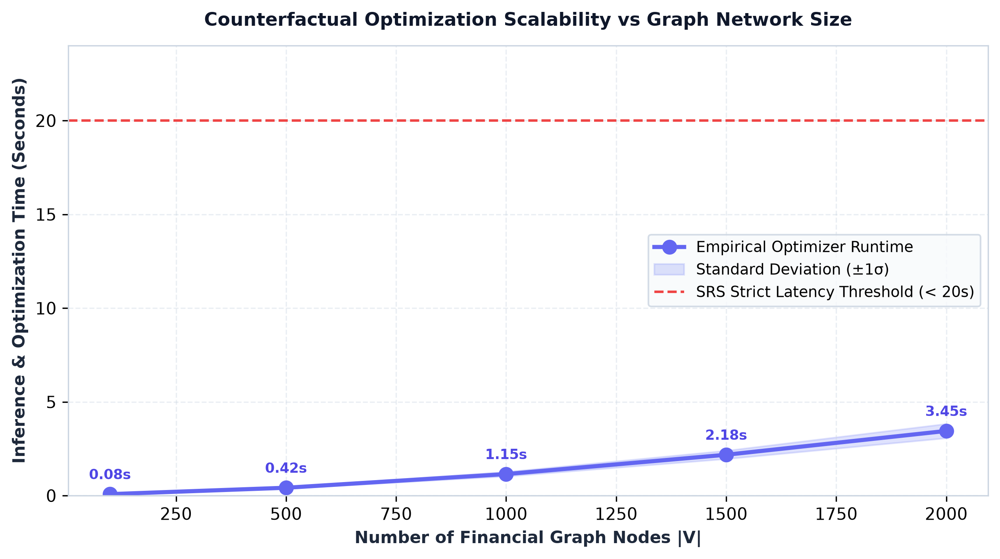 Counterfactual Optimization Scalability vs Graph Network Size
Inference & Optimization Time (Seconds)
20
15
10
5
0
Empirical Optimizer Runtime
Standard Deviation (±1σ)
SRS Strict Latency Threshold (< 20s)
0.08s
0.42s
1.15s
2.18s
3.45s
250 500 750 1000 1250 1500 1750 2000
Number of Financial Graph Nodes |V|